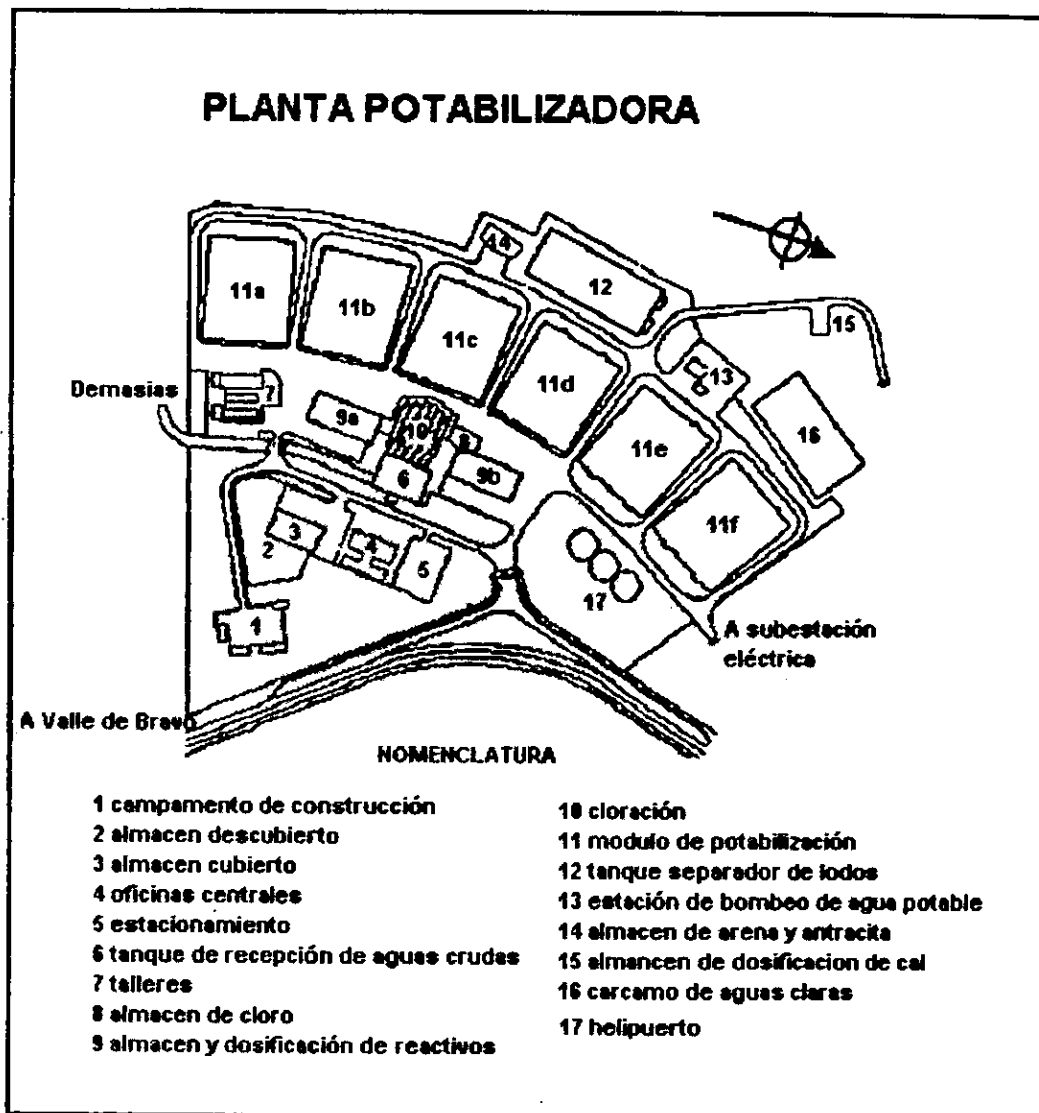 PLANTA POTABILIZADORA
14
12
11a
11b
11c
15
11d
13
Demasias
7
9a
10
8
16
11e
6
9b
11f
3
4
2
5
17
1
A subestación
eléctrica
A Valle de Bravo
NOMENCLATURA
1 campamento de construcción
2 almacen descubierto
3 almacen cubierto
4 oficinas centrales
5 estacionamiento
6 tanque de recepción de aguas crudas
7 talleres
8 almacen de cloro
9 almacen y dosificación de reactivos
10 cloración
11 modulo de potabilización
12 tanque separador de lodos
13 estación de bombeo de agua potable
14 almacen de arena y antracita
15 almancen de dosificacion de cal
16 carcamo de aguas claras
17 helipuerto